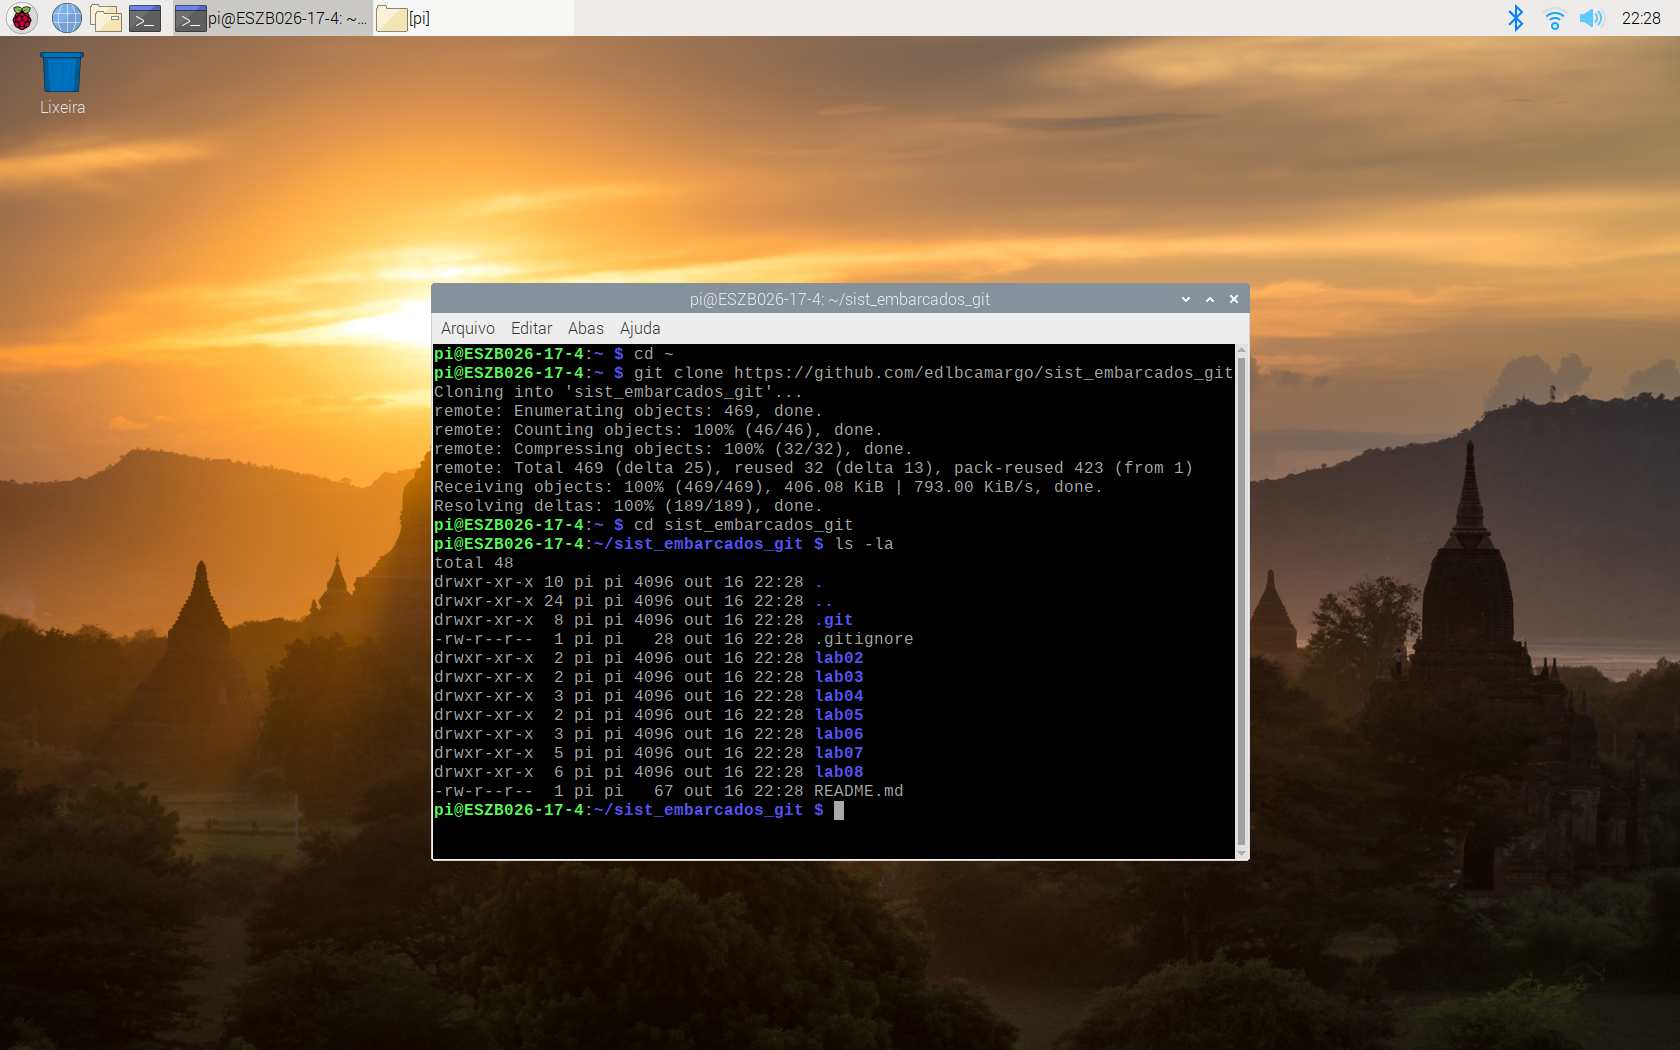 pi@ESZB026-17-4: ~...
[pi]
22:28
Lixeira
pi@ESZB026-17-4: ~/sist_embarcados_git
Arquivo Editar Abas Ajuda
pi@ESZB026-17-4:~ $ cd ~
pi@ESZB026-17-4:~ $ git clone https://github.com/edlbcamargo/sist_embarcados_git
Cloning into 'sist_embarcados_git'...
remote: Enumerating objects: 469, done.
remote: Counting objects: 100% (46/46), done.
remote: Compressing objects: 100% (32/32), done.
remote: Total 469 (delta 25), reused 32 (delta 13), pack-reused 423 (from 1)
Receiving objects: 100% (469/469), 406.08 KiB | 793.00 KiB/s, done.
Resolving deltas: 100% (189/189), done.
pi@ESZB026-17-4:~ $ cd sist_embarcados_git
pi@ESZB026-17-4:~/sist_embarcados_git $ ls -la
total 48
drwxr-xr-x 10 pi pi 4096 out 16 22:28 .
drwxr-xr-x 24 pi pi 4096 out 16 22:28 ..
drwxr-xr-x  8 pi pi 4096 out 16 22:28 .git
-rw-r--r--  1 pi pi   28 out 16 22:28 .gitignore
drwxr-xr-x  2 pi pi 4096 out 16 22:28 lab02
drwxr-xr-x  2 pi pi 4096 out 16 22:28 lab03
drwxr-xr-x  3 pi pi 4096 out 16 22:28 lab04
drwxr-xr-x  2 pi pi 4096 out 16 22:28 lab05
drwxr-xr-x  3 pi pi 4096 out 16 22:28 lab06
drwxr-xr-x  5 pi pi 4096 out 16 22:28 lab07
drwxr-xr-x  6 pi pi 4096 out 16 22:28 lab08
-rw-r--r--  1 pi pi   67 out 16 22:28 README.md
pi@ESZB026-17-4:~/sist_embarcados_git $